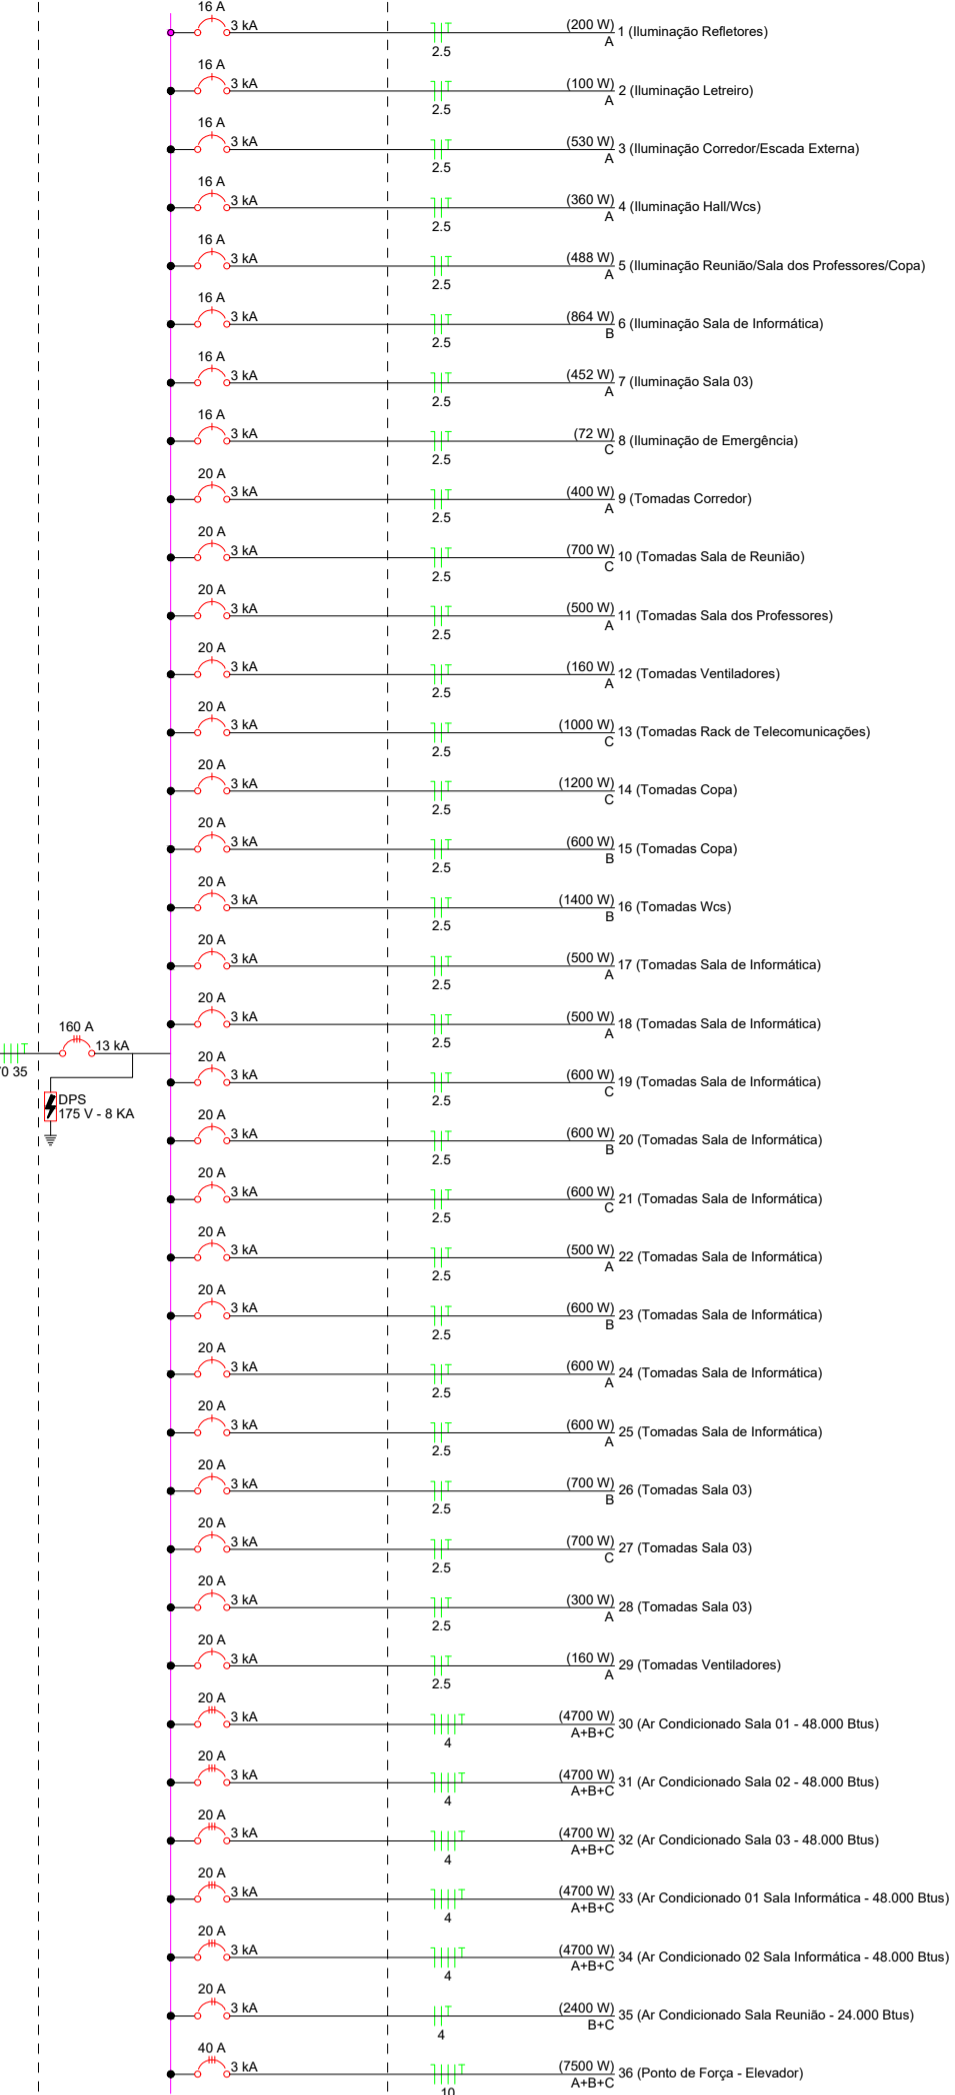 16 A
3 kA
2.5
(200 W)
A
1 (Iluminação Refletores)
16 A
3 kA
2.5
(100 W)
A
2 (Iluminação Letreiro)
16 A
3 kA
2.5
(530 W)
A
3 (Iluminação Corredor/Escada Externa)
16 A
3 kA
2.5
(360 W)
A
4 (Iluminação Hall/Wcs)
16 A
3 kA
2.5
(488 W)
A
5 (Iluminação Reunião/Sala dos Professores/Copa)
16 A
3 kA
2.5
(864 W)
B
6 (Iluminação Sala de Informática)
16 A
3 kA
2.5
(452 W)
A
7 (Iluminação Sala 03)
16 A
3 kA
2.5
(72 W)
C
8 (Iluminação de Emergência)
20 A
3 kA
2.5
(400 W)
A
9 (Tomadas Corredor)
20 A
3 kA
2.5
(700 W)
C
10 (Tomadas Sala de Reunião)
20 A
3 kA
2.5
(500 W)
A
11 (Tomadas Sala dos Professores)
20 A
3 kA
2.5
(160 W)
A
12 (Tomadas Ventiladores)
20 A
3 kA
2.5
(1000 W)
C
13 (Tomadas Rack de Telecomunicações)
20 A
3 kA
2.5
(1200 W)
C
14 (Tomadas Copa)
20 A
3 kA
2.5
(600 W)
B
15 (Tomadas Copa)
20 A
3 kA
2.5
(1400 W)
B
16 (Tomadas Wcs)
20 A
3 kA
2.5
(500 W)
A
17 (Tomadas Sala de Informática)
20 A
3 kA
2.5
(500 W)
A
18 (Tomadas Sala de Informática)
160 A
13 kA
35
DPS
175 V - 8 KA
20 A
3 kA
2.5
(600 W)
C
19 (Tomadas Sala de Informática)
20 A
3 kA
2.5
(600 W)
B
20 (Tomadas Sala de Informática)
20 A
3 kA
2.5
(600 W)
C
21 (Tomadas Sala de Informática)
20 A
3 kA
2.5
(500 W)
A
22 (Tomadas Sala de Informática)
20 A
3 kA
2.5
(600 W)
B
23 (Tomadas Sala de Informática)
20 A
3 kA
2.5
(600 W)
A
24 (Tomadas Sala de Informática)
20 A
3 kA
2.5
(600 W)
A
25 (Tomadas Sala de Informática)
20 A
3 kA
2.5
(700 W)
B
26 (Tomadas Sala 03)
20 A
3 kA
2.5
(700 W)
C
27 (Tomadas Sala 03)
20 A
3 kA
2.5
(300 W)
A
28 (Tomadas Sala 03)
20 A
3 kA
2.5
(160 W)
A
29 (Tomadas Ventiladores)
20 A
3 kA
4
(4700 W)
A+B+C
30 (Ar Condicionado Sala 01 - 48.000 Btus)
20 A
3 kA
4
(4700 W)
A+B+C
31 (Ar Condicionado Sala 02 - 48.000 Btus)
20 A
3 kA
4
(4700 W)
A+B+C
32 (Ar Condicionado Sala 03 - 48.000 Btus)
20 A
3 kA
4
(4700 W)
A+B+C
33 (Ar Condicionado 01 Sala Informática - 48.000 Btus)
20 A
3 kA
4
(4700 W)
A+B+C
34 (Ar Condicionado 02 Sala Informática - 48.000 Btus)
20 A
3 kA
4
(2400 W)
B+C
35 (Ar Condicionado Sala Reunião - 24.000 Btus)
40 A
3 kA
10
(7500 W)
A+B+C
36 (Ponto de Força - Elevador)